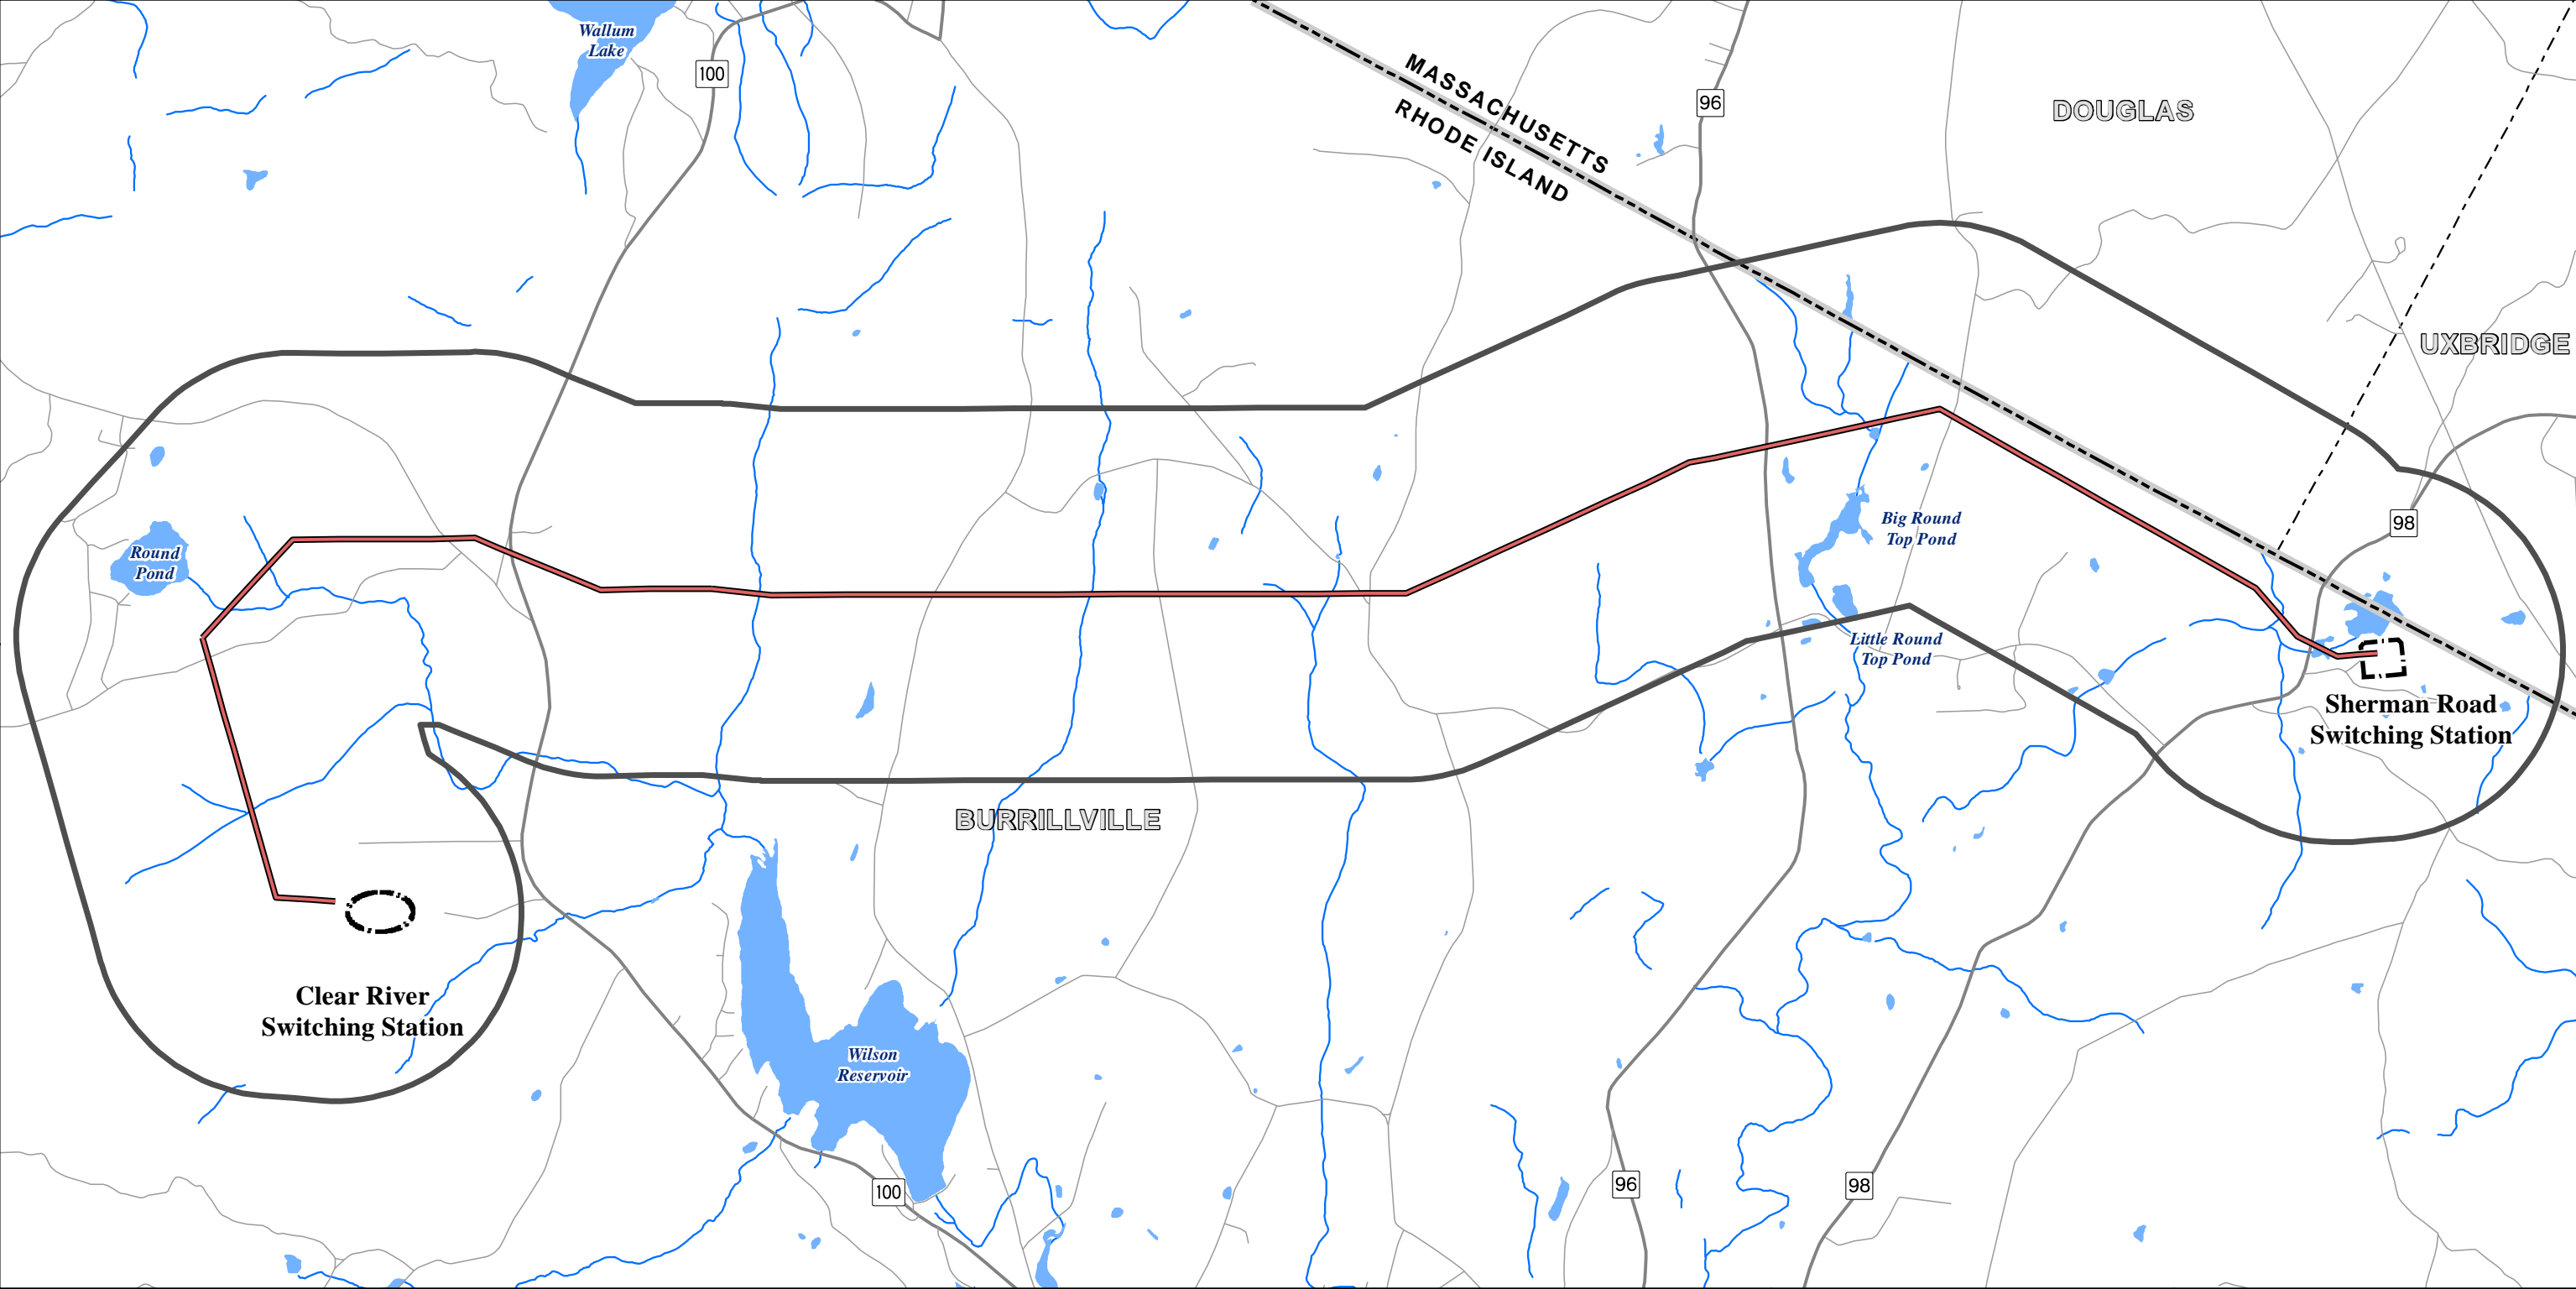 Wallum
Lake
100
MASSACHUSETTS
RHODE ISLAND
96
DOUGLAS
UXBRIDGE
98
Round
Pond
Big Round
Top Pond
Little Round
Top Pond
Sherman Road
Switching Station
BURRILLVILLE
Clear River
Switching Station
Wilson
Reservoir
100
96
98